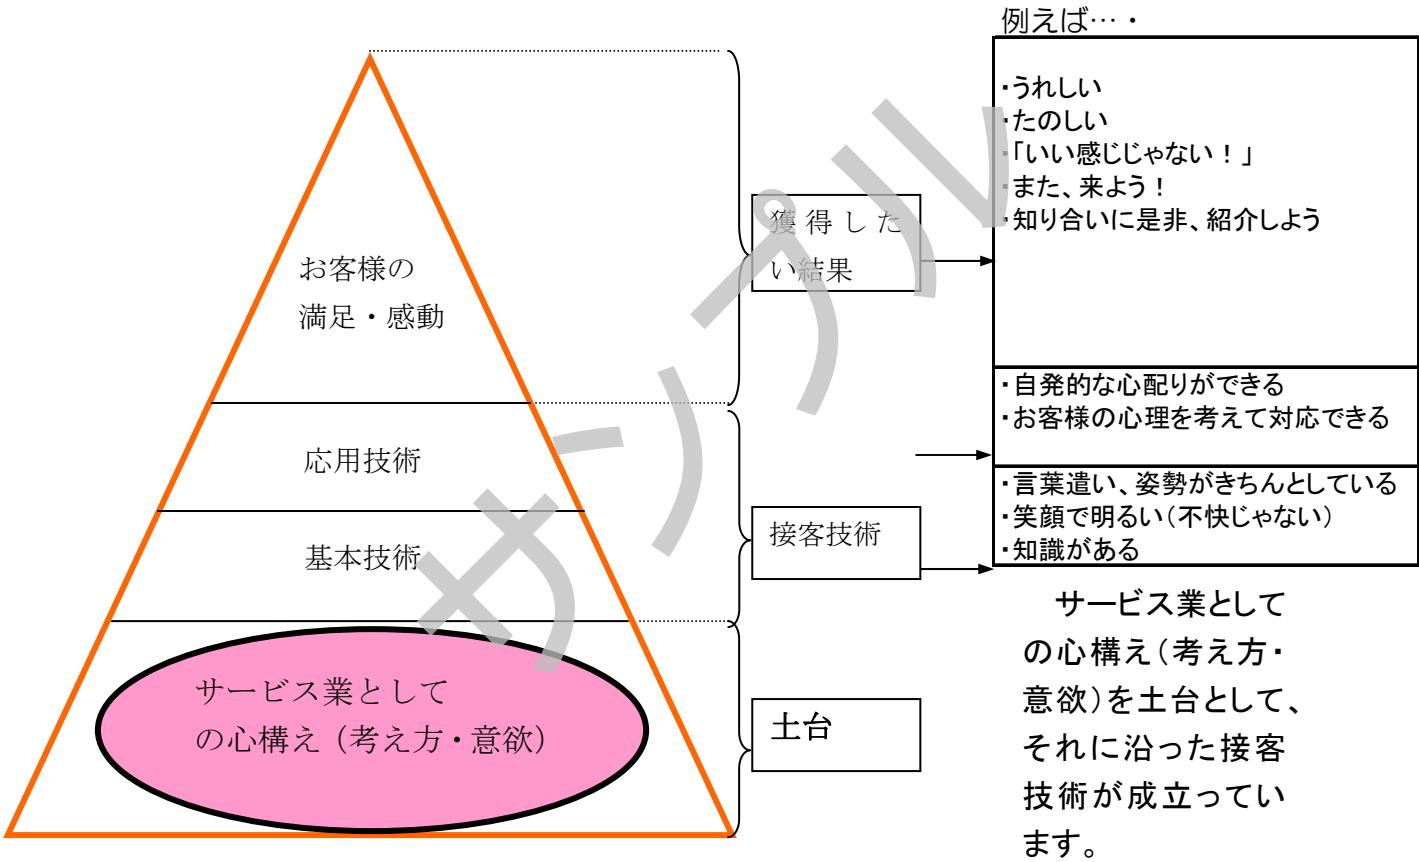 例えば…・
・うれしい
・たのしい
・「いい感じじゃない！」
・また、来よう！
・知り合いに是非、紹介しよう
獲得した
い結果
お客様の
満足・感動
・自発的な心配りができる
・お客様の心理を考えて対応できる
応用技術
・言葉遣い、姿勢がきちんとしている
・笑顔で明るい（不快じゃない）
・知識がある
接客技術
基本技術
サービス業として
の心構え（考え方・意欲）
土台
サービス業として
の心構え（考え方・
意欲）を土台として、
それに沿った接客
技術が成立ってい
ます。
サンプル